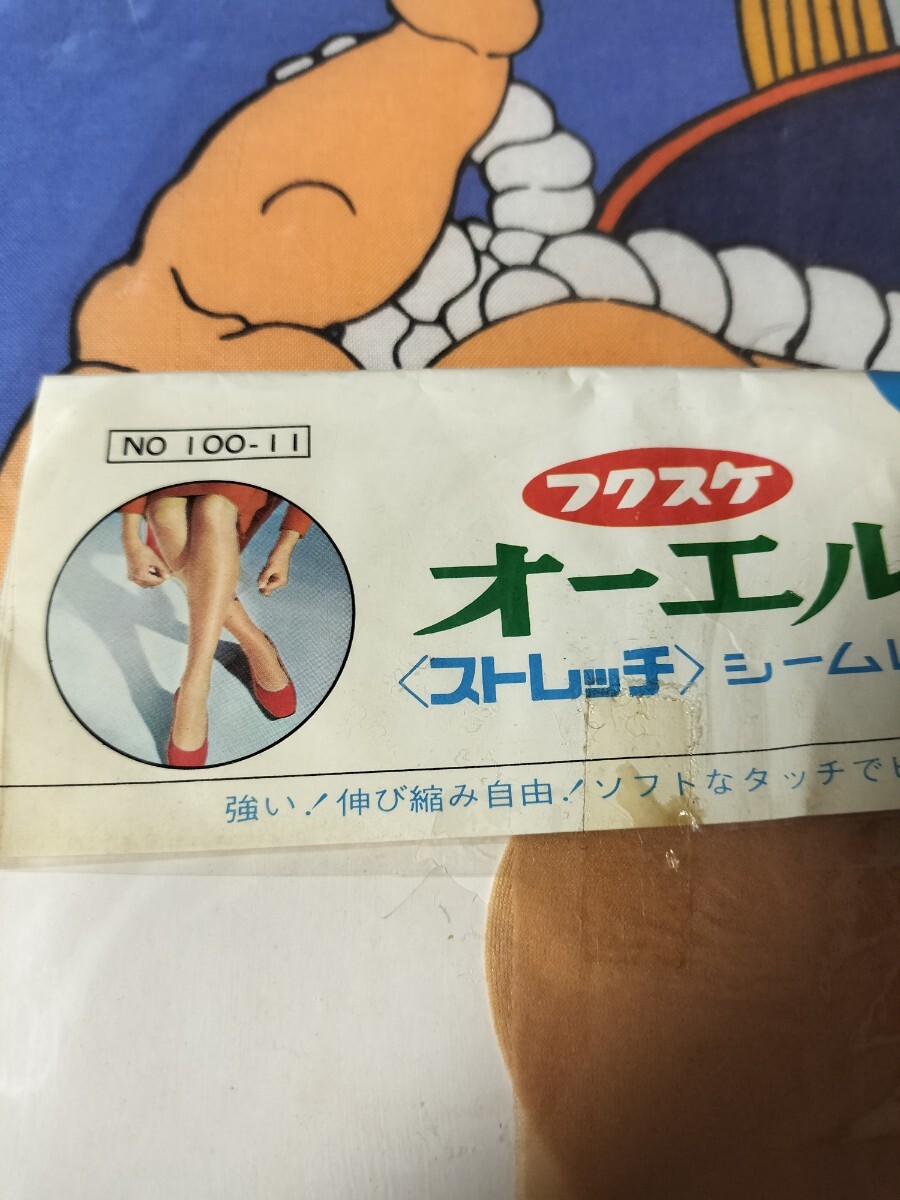 NO 100-11
フクスケ
オーエル
〈ストレッチ〉シーム
強い！伸び縮み自由！ソフトなタッチで